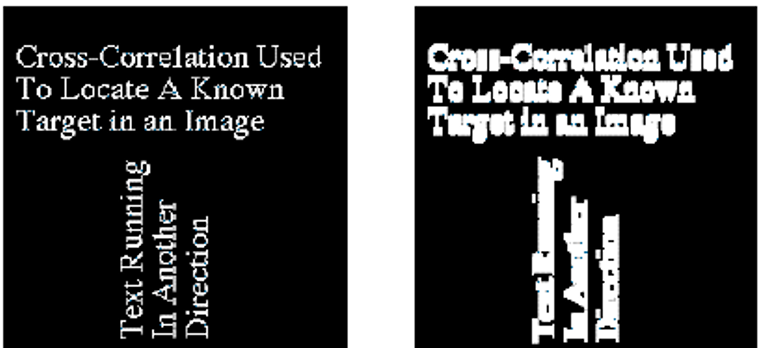 Cross-Correlation Used
To Locate A Known
Target in an Image
Text Running
In Another
Direction
Cross-Correlation Used
To Locate A Known
Target in an Image
Text Running
In Another
Direction